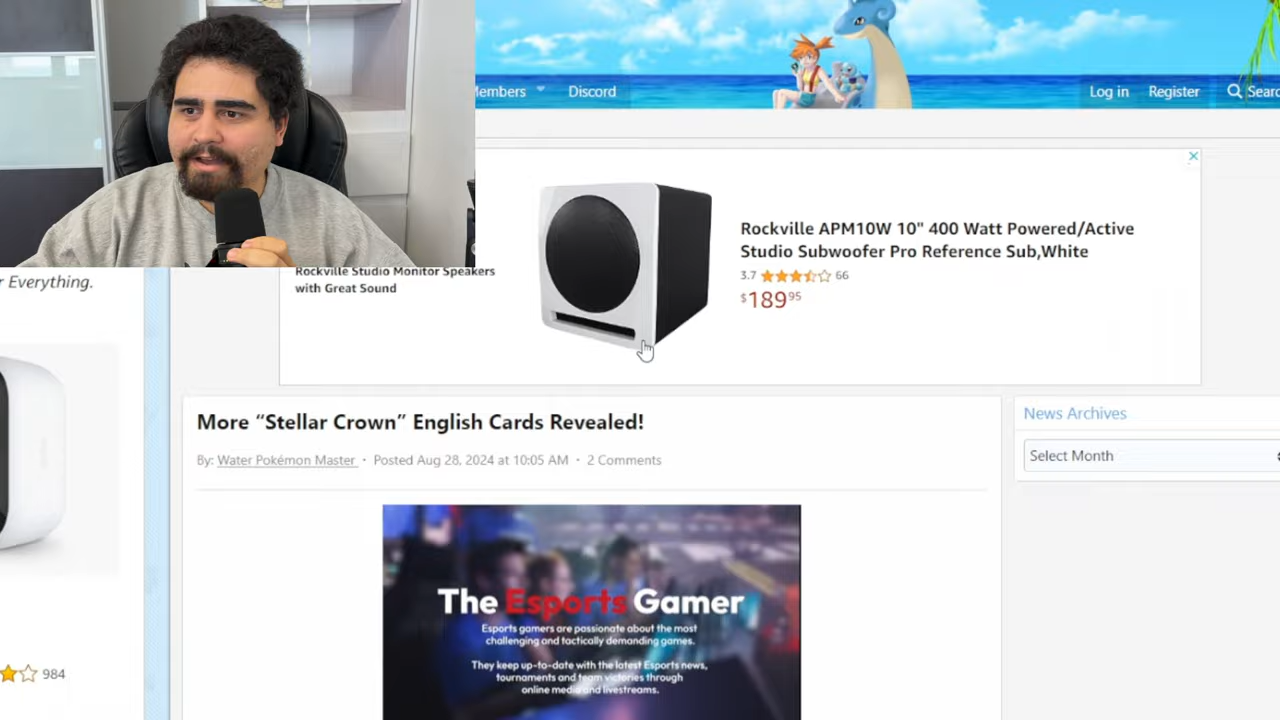 Members
Discord
Log in
Register
Search
r Everything.
Rockville Studio Monitor Speakers
with Great Sound
Rockville APM10W 10" 400 Watt Powered/Active
Studio Subwoofer Pro Reference Sub,White
3.7 66
$189 95
More “Stellar Crown” English Cards Revealed!
By: Water Pokémon Master · Posted Aug 28, 2024 at 10:05 AM · 2 Comments
News Archives
Select Month
The Esports Gamer
Esports gamers are passionate about the most
challenging and tactically demanding games.
They keep up-to-date with the latest Esports news,
tournaments and team victories through
online media and livestreams.
984